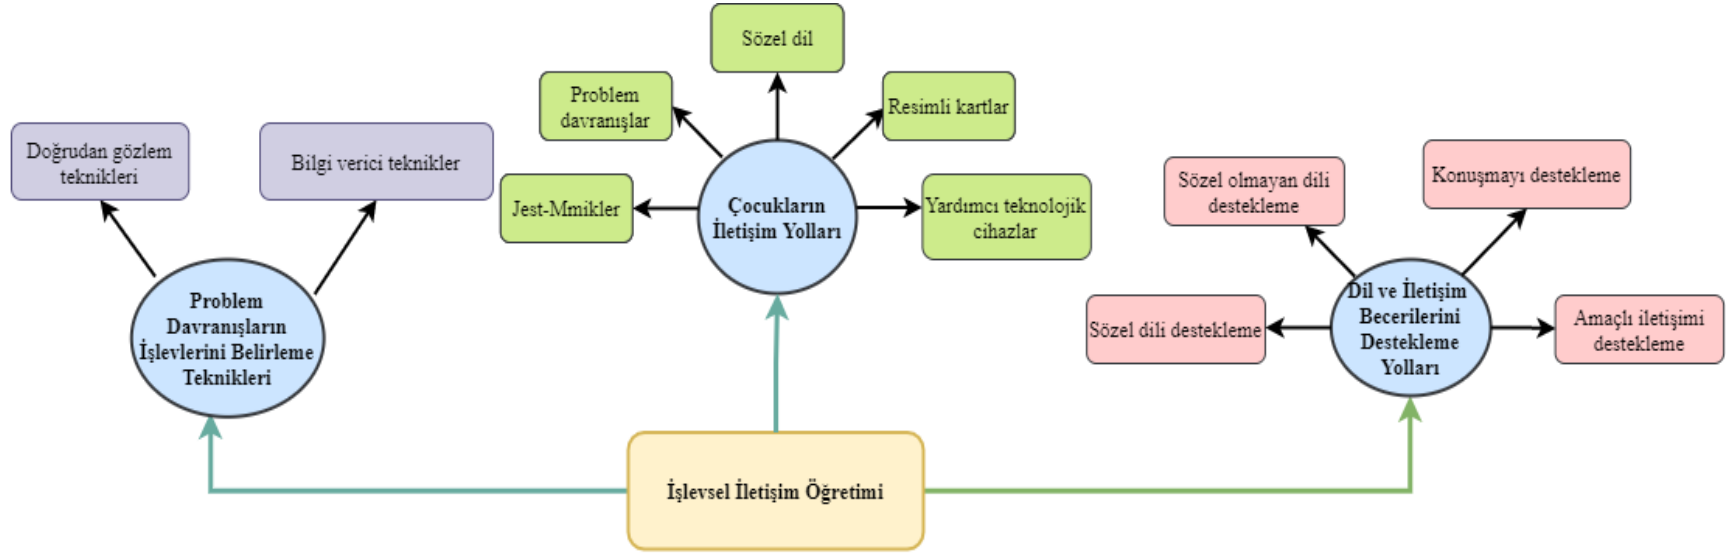 Doğrudan gözlem
teknikleri
Bilgi verici teknikler
Problem
Davranışların
İşlevlerini Belirleme
Teknikleri
Sözel dil
Problem
davranışlar
Resimli kartlar
Jest-Mmikler
Yardımcı teknolojik
cihazlar
Çocukların
İletişim Yolları
Sözel olmayan dili
destekleme
Konuşmayı destekleme
Sözel dili destekleme
Amaçlı iletişimi
destekleme
Dil ve İletişim
Becerilerini
Destekleme
Yolları
İşlevsel İletişim Öğretimi